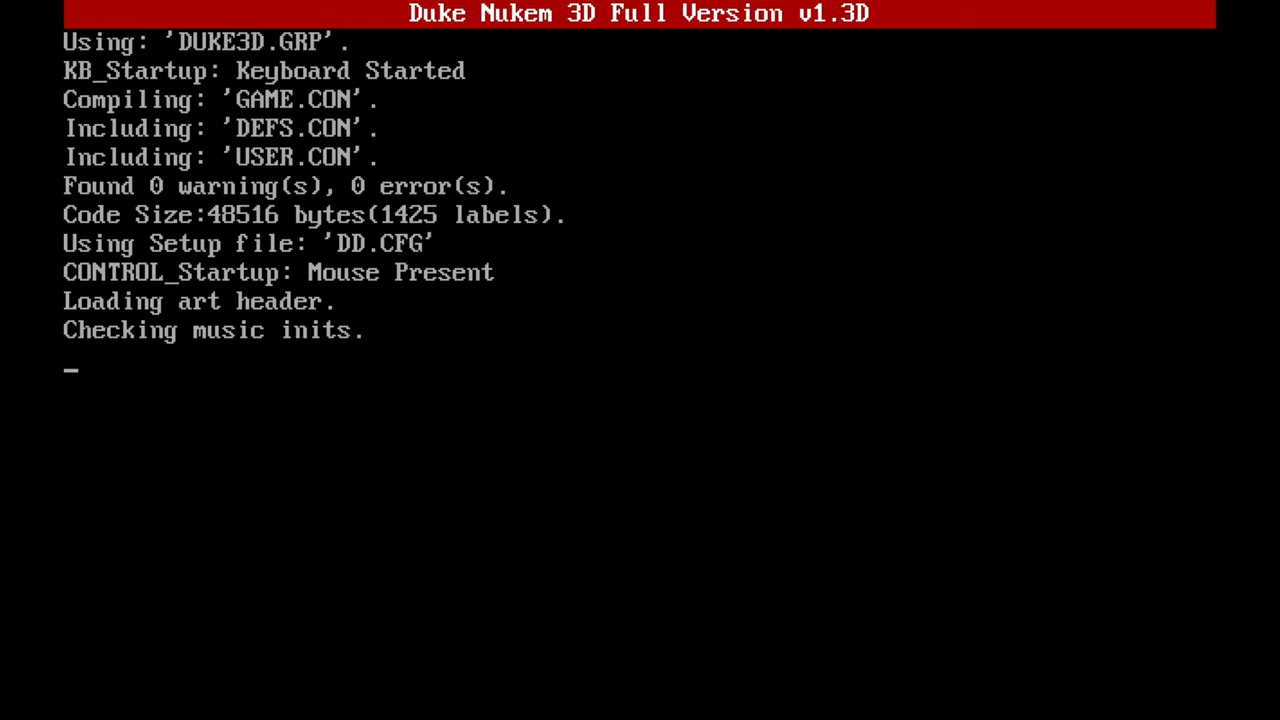 Duke Nukem 3D Full Version v1.3D
Using: 'DUKE3D.GRP'.
KB_Startup: Keyboard Started
Compiling: 'GAME.CON'.
Including: 'DEFS.CON'.
Including: 'USER.CON'.
Found 0 warning(s), 0 error(s).
Code Size:48516 bytes(1425 labels).
Using Setup file: 'DD.CFG'
CONTROL_Startup: Mouse Present
Loading art header.
Checking music inits.